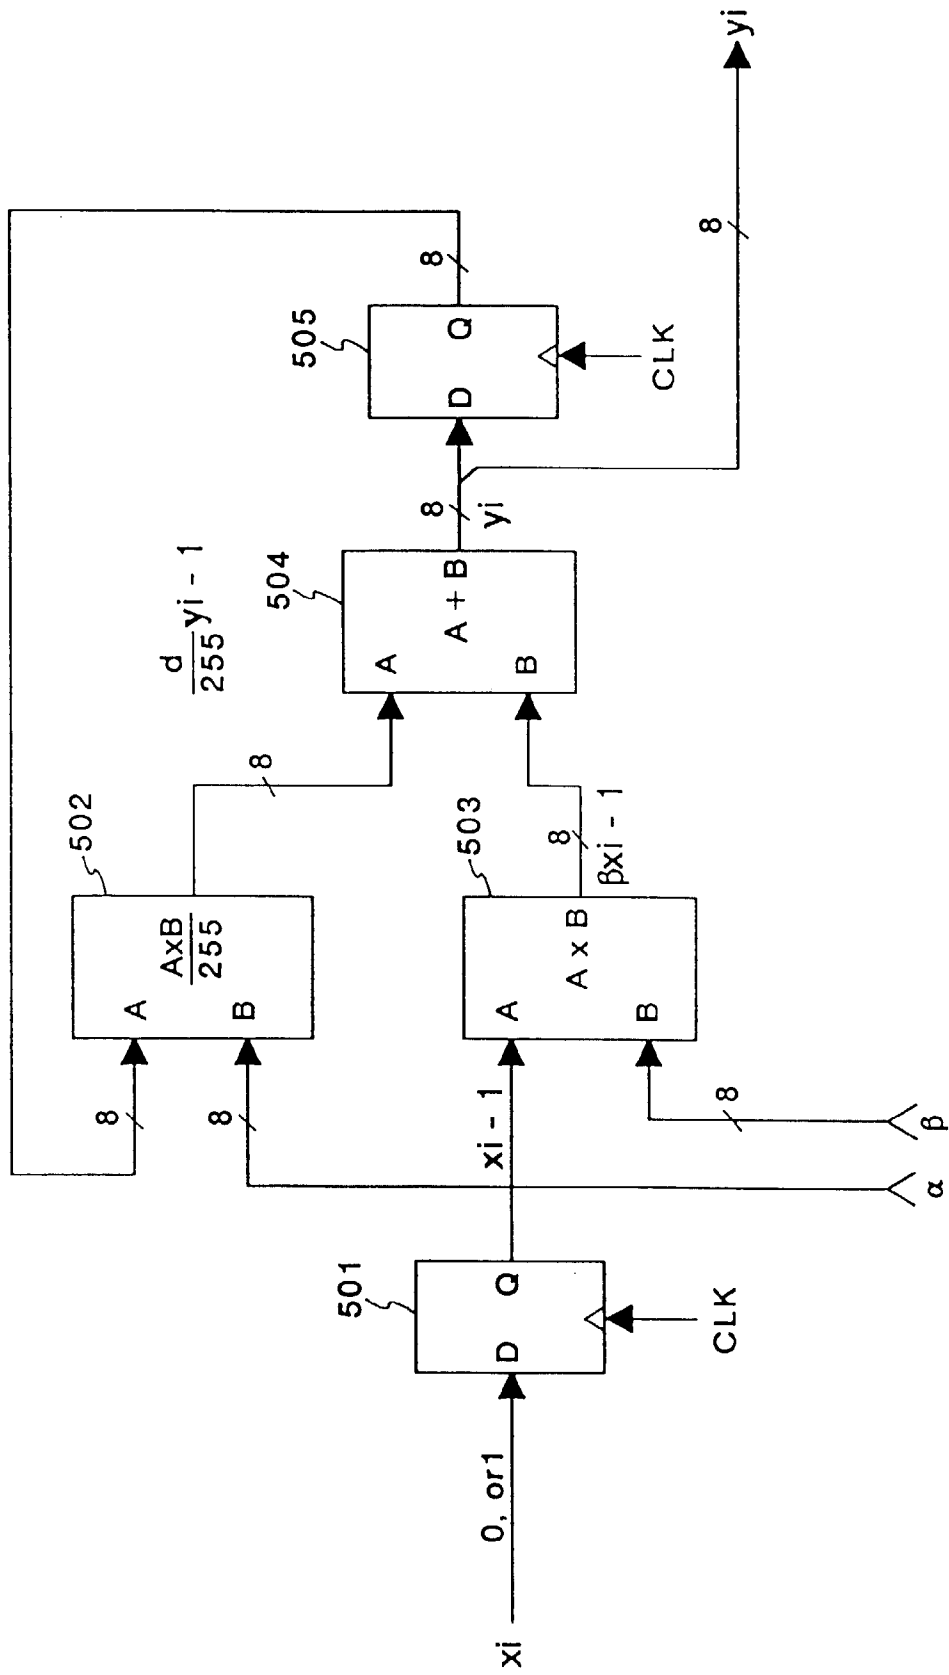 xi
0, or1
501
D Q
CLK
xi - 1
α
β
8
8
8
502
A
B
AxB
255
503
A
B
A x B
8
8
βxi - 1
d
255
yi - 1
504
A
B
A + B
8
yi
505
D Q
CLK
8
8
yi